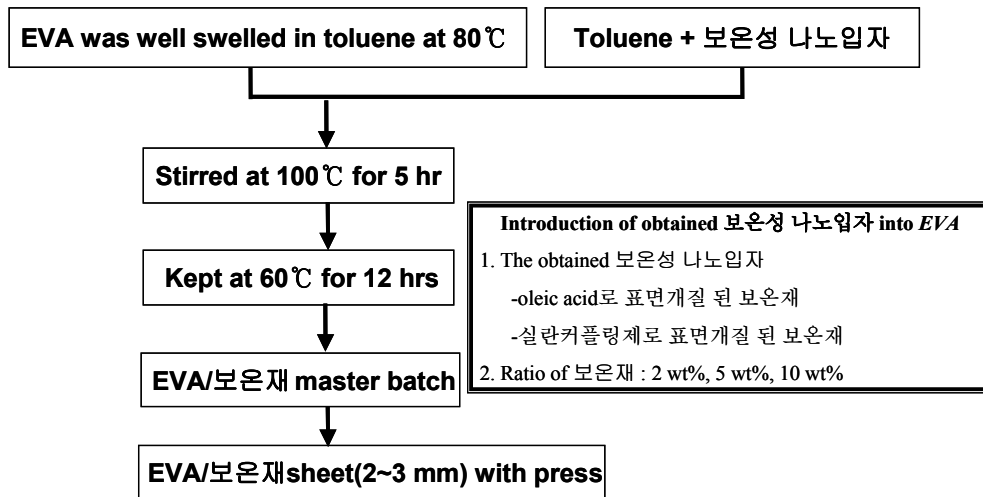 EVA was well swelled in toluene at 80℃
Toluene + 보온성 나노입자
Stirred at 100℃ for 5 hr
Kept at 60℃ for 12 hrs
EVA/보온재 master batch
EVA/보온재sheet(2~3 mm) with press
Introduction of obtained 보온성 나노입자 into EVA
1. The obtained 보온성 나노입자
-oleic acid로 표면개질 된 보온재
-실란커플링제로 표면개질 된 보온재
2. Ratio of 보온재 : 2 wt%, 5 wt%, 10 wt%